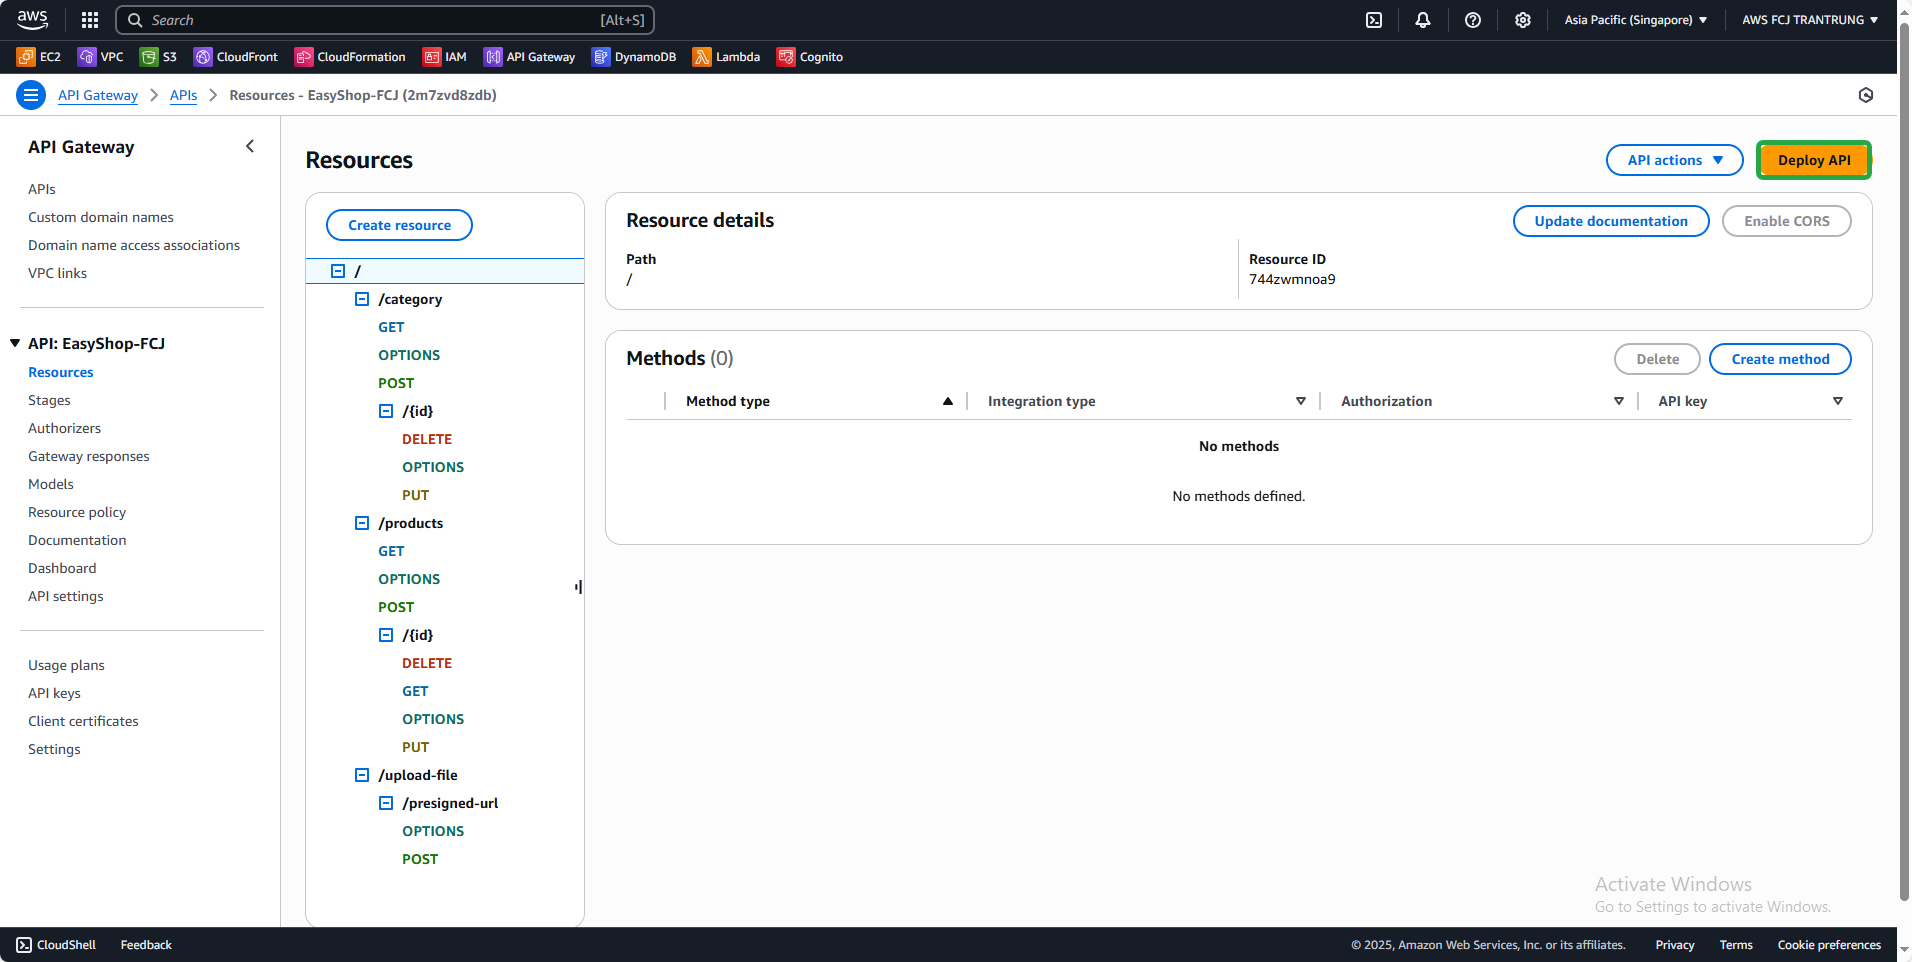 aws
Search
[Alt+S]
Asia Pacific (Singapore)
AWS FCJ TRANTRUNG
EC2
VPC
S3
CloudFront
CloudFormation
IAM
API Gateway
DynamoDB
Lambda
Cognito
API Gateway
APIs
Resources - EasyShop-FCJ (2m7zvd8zdb)
API Gateway
APIs
Custom domain names
Domain name access associations
VPC links
API: EasyShop-FCJ
Resources
Stages
Authorizers
Gateway responses
Models
Resource policy
Documentation
Dashboard
API settings
Usage plans
API keys
Client certificates
Settings
Resources
API actions
Deploy API
Create resource
/
/category
GET
OPTIONS
POST
/{id}
DELETE
OPTIONS
PUT
/products
GET
OPTIONS
POST
/{id}
DELETE
GET
OPTIONS
PUT
/upload-file
/presigned-url
OPTIONS
POST
Resource details
Update documentation
Enable CORS
Path
/
Resource ID
744zwmnoa9
Methods (0)
Delete
Create method
Method type
Integration type
Authorization
API key
No methods
No methods defined.
Activate Windows
Go to Settings to activate Windows.
CloudShell
Feedback
© 2025, Amazon Web Services, Inc. or its affiliates.
Privacy
Terms
Cookie preferences